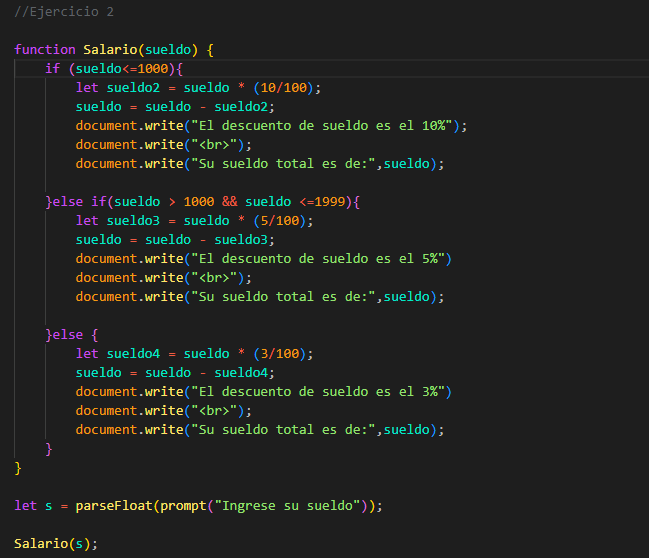 //Ejercicio 2
function Salario(sueldo) {
if (sueldo<=1000){
let sueldo2 = sueldo * (10/100);
sueldo = sueldo - sueldo2;
document.write("El descuento de sueldo es el 10%");
document.write("<br>");
document.write("Su sueldo total es de:",sueldo);
}else if(sueldo > 1000 && sueldo <=1999){
let sueldo3 = sueldo * (5/100);
sueldo = sueldo - sueldo3;
document.write("El descuento de sueldo es el 5%")
document.write("<br>");
document.write("Su sueldo total es de:",sueldo);
}else {
let sueldo4 = sueldo * (3/100);
sueldo = sueldo - sueldo4;
document.write("El descuento de sueldo es el 3%")
document.write("<br>");
document.write("Su sueldo total es de:",sueldo);
}
}
let s = parseFloat(prompt("Ingrese su sueldo"));
Salario(s);